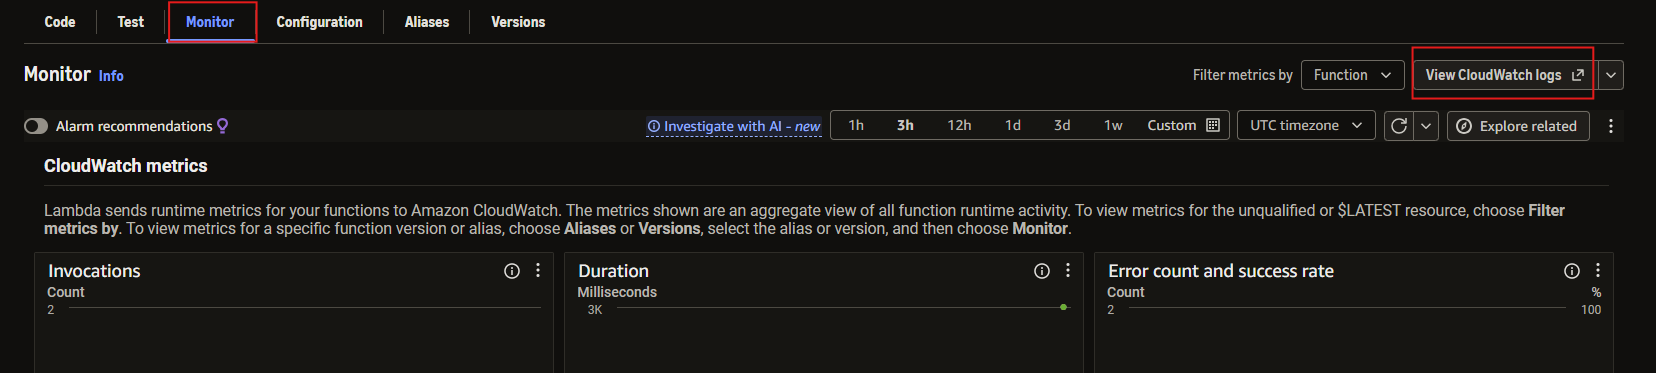 Code Test Monitor Configuration Aliases Versions
Monitor Info Filter metrics by Function View CloudWatch logs
Alarm recommendations Investigate with AI - new 1h 3h 12h 1d 3d 1w Custom UTC timezone Explore related
CloudWatch metrics
Lambda sends runtime metrics for your functions to Amazon CloudWatch. The metrics shown are an aggregate view of all function runtime activity. To view metrics for the unqualified or $LATEST resource, choose Filter
metrics by. To view metrics for a specific function version or alias, choose Aliases or Versions, select the alias or version, and then choose Monitor.
Invocations
Count
2
Duration
Milliseconds
3K
Error count and success rate
Count %
2 100